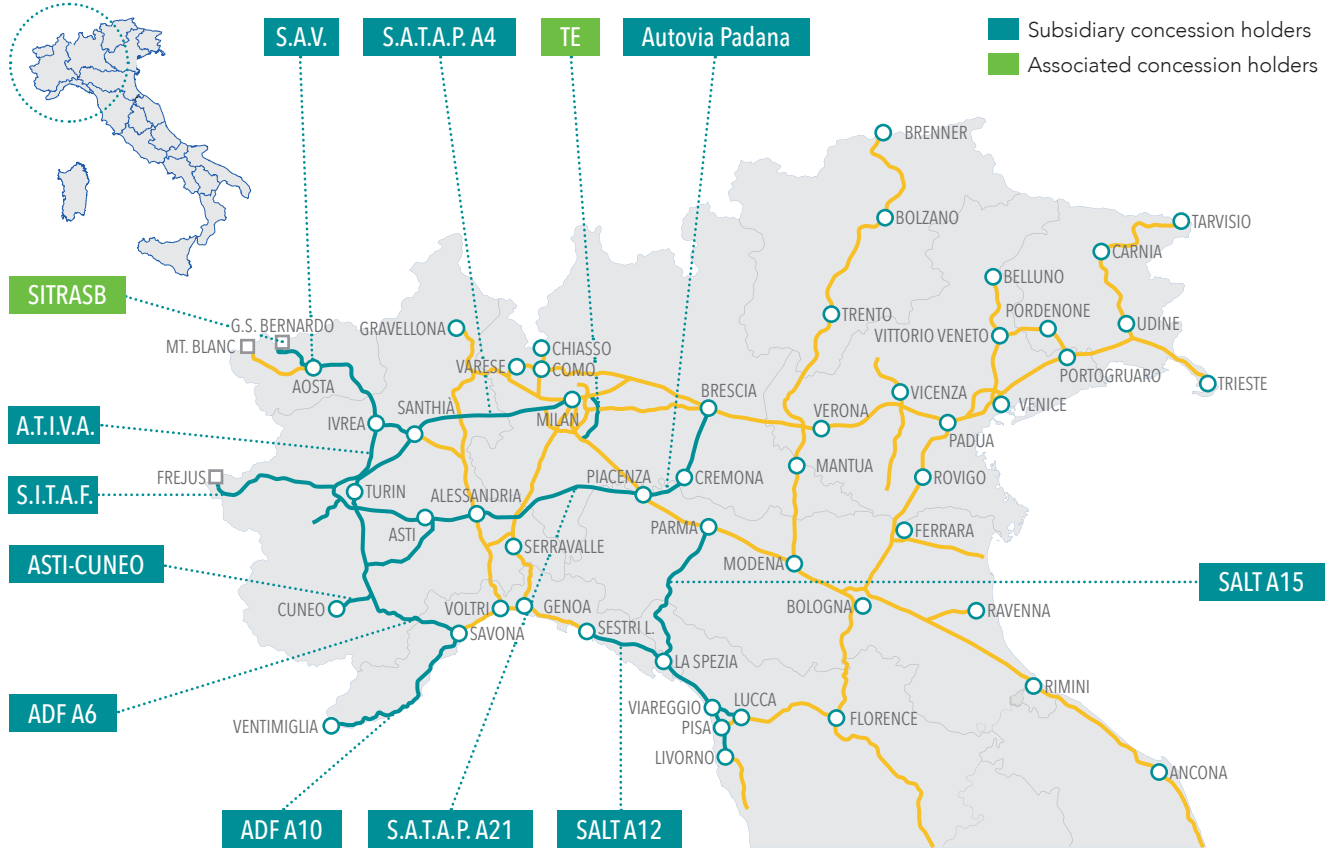 S.A.V.
S.A.T.A.P. A4
TE
Autovia Padana
Subsidiary concession holders
Associated concession holders
BRENNER
BOLZANO
TARVISIO
CARNIA
BELLUNO
SITRASB
PORDENONE
G.S. BERNARDO
GRAVELLONA
TRENTO
UDINE
VITTORIO VENETO
MT. BLANC
CHIASSO
VARESE
COMO
PORTOGRUARO
AOSTA
BRESCIA
TRIESTE
VICENZA
SANTHIÀ
VENICE
A.T.I.V.A.
IVREA
MILAN
VERONA
PADUA
MANTUA
FREJUS
PIACENZA
CREMONA
ROVIGO
S.I.T.A.F.
TURIN
ALESSANDRIA
PARMA
FERRARA
ASTI
SERRAVALLE
MODENA
ASTI-CUNEO
SALT A15
CUNEO
VOLTRI
GENOA
BOLOGNA
RAVENNA
SAVONA
SESTRI L.
LA SPEZIA
RIMINI
ADF A6
VIAREGGIO
LUCCA
VENTIMIGLIA
PISA
FLORENCE
LIVORNO
ANCONA
ADF A10
S.A.T.A.P. A21
SALT A12